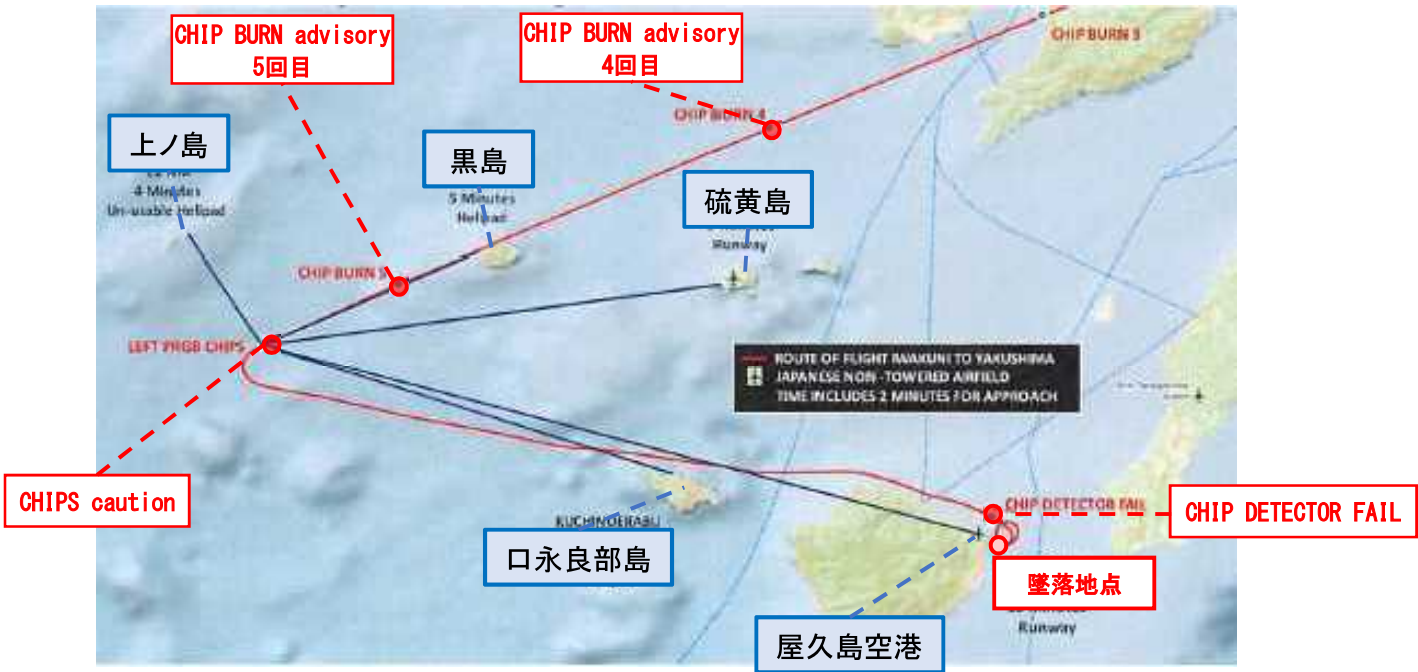 CHIP BURN advisory
5回目
CHIP BURN advisory
4回目
CHIP BURN 3
CHIP BURN 4
上ノ島
4 Minutes
Un-usable Helipad
黒島
5 Minutes
Helipad
硫黄島
Runway
CHIP BURN 5
LEFT PRGB CHIPS
ROUTE OF FLIGHT IWAKUNI TO YAKUSHIMA
JAPANESE NON-TOWERED AIRFIELD
TIME INCLUDES 2 MINUTES FOR APPROACH
CHIPS caution
CHIP DETECTOR FAIL
CHIP DETECTOR FAIL
KUCHINOERABU
口永良部島
墜落地点
Runway
屋久島空港